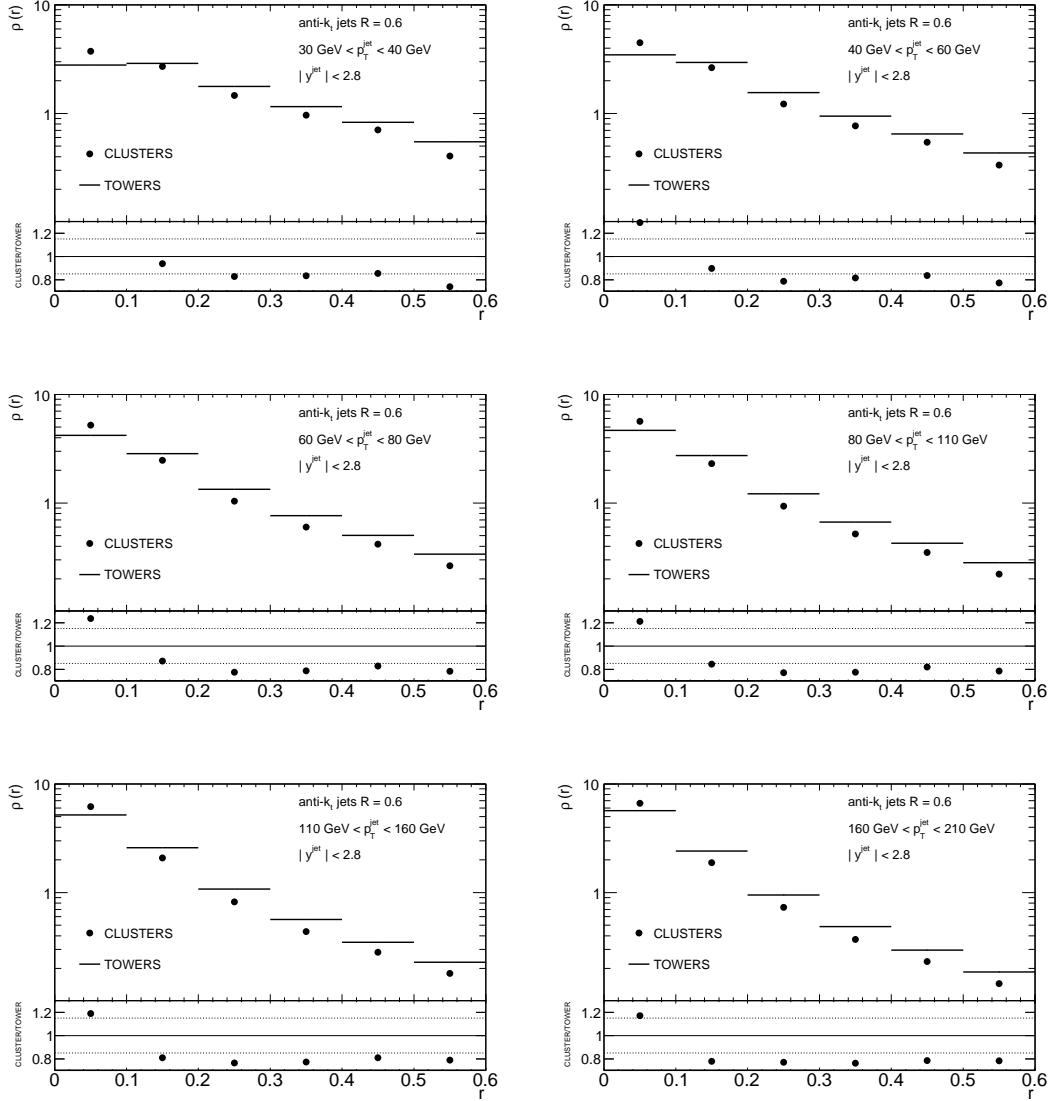 ρ (r)
10
1
anti-k_t jets R = 0.6
30 GeV < p_T^jet < 40 GeV
| y^jet | < 2.8
CLUSTERS
TOWERS
CLUSTER/TOWER
1.2
1
0.8
0 0.1 0.2 0.3 0.4 0.5 0.6
r
ρ (r)
10
1
anti-k_t jets R = 0.6
40 GeV < p_T^jet < 60 GeV
| y^jet | < 2.8
CLUSTERS
TOWERS
CLUSTER/TOWER
1.2
1
0.8
0 0.1 0.2 0.3 0.4 0.5 0.6
r
ρ (r)
10
1
anti-k_t jets R = 0.6
60 GeV < p_T^jet < 80 GeV
| y^jet | < 2.8
CLUSTERS
TOWERS
CLUSTER/TOWER
1.2
1
0.8
0 0.1 0.2 0.3 0.4 0.5 0.6
r
ρ (r)
10
1
anti-k_t jets R = 0.6
80 GeV < p_T^jet < 110 GeV
| y^jet | < 2.8
CLUSTERS
TOWERS
CLUSTER/TOWER
1.2
1
0.8
0 0.1 0.2 0.3 0.4 0.5 0.6
r
ρ (r)
10
1
anti-k_t jets R = 0.6
110 GeV < p_T^jet < 160 GeV
| y^jet | < 2.8
CLUSTERS
TOWERS
CLUSTER/TOWER
1.2
1
0.8
0 0.1 0.2 0.3 0.4 0.5 0.6
r
ρ (r)
10
1
anti-k_t jets R = 0.6
160 GeV < p_T^jet < 210 GeV
| y^jet | < 2.8
CLUSTERS
TOWERS
CLUSTER/TOWER
1.2
1
0.8
0 0.1 0.2 0.3 0.4 0.5 0.6
r